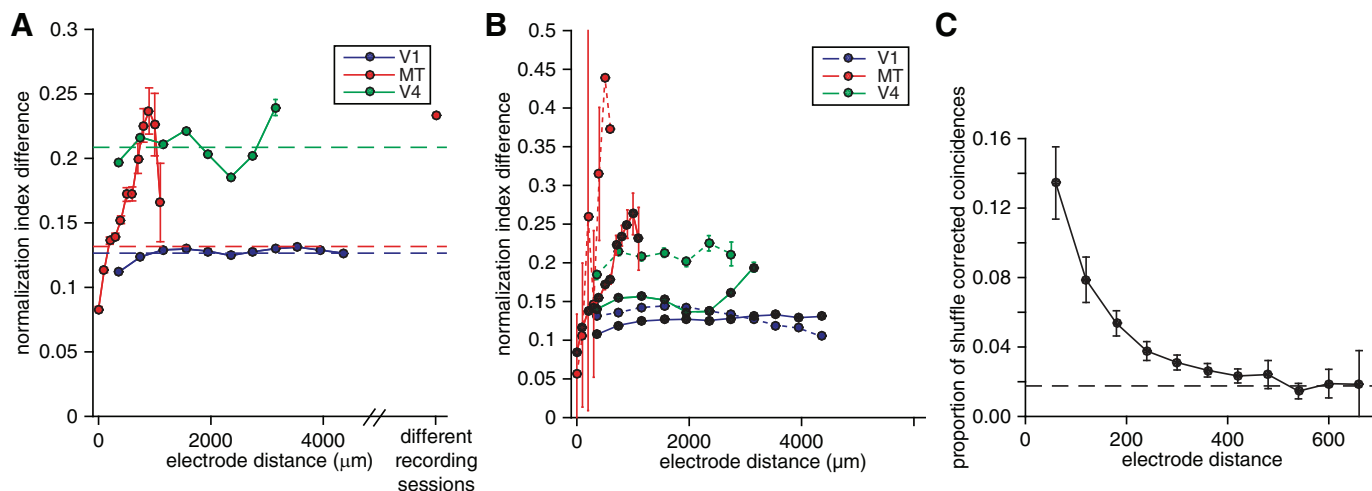 A
normalization index difference
0.3
0.25
0.2
0.15
0.1
0.05
0
V1
MT
V4
0
2000
4000
electrode distance (μm)
different
recording
sessions
B
normalization index difference
0.5
0.45
0.4
0.35
0.3
0.25
0.2
0.15
0.1
0.05
0
V1
MT
V4
0
2000
4000
electrode distance (µm)
C
proportion of shuffle corrected coincidences
0.16
0.12
0.08
0.04
0.00
0
200
400
600
electrode distance